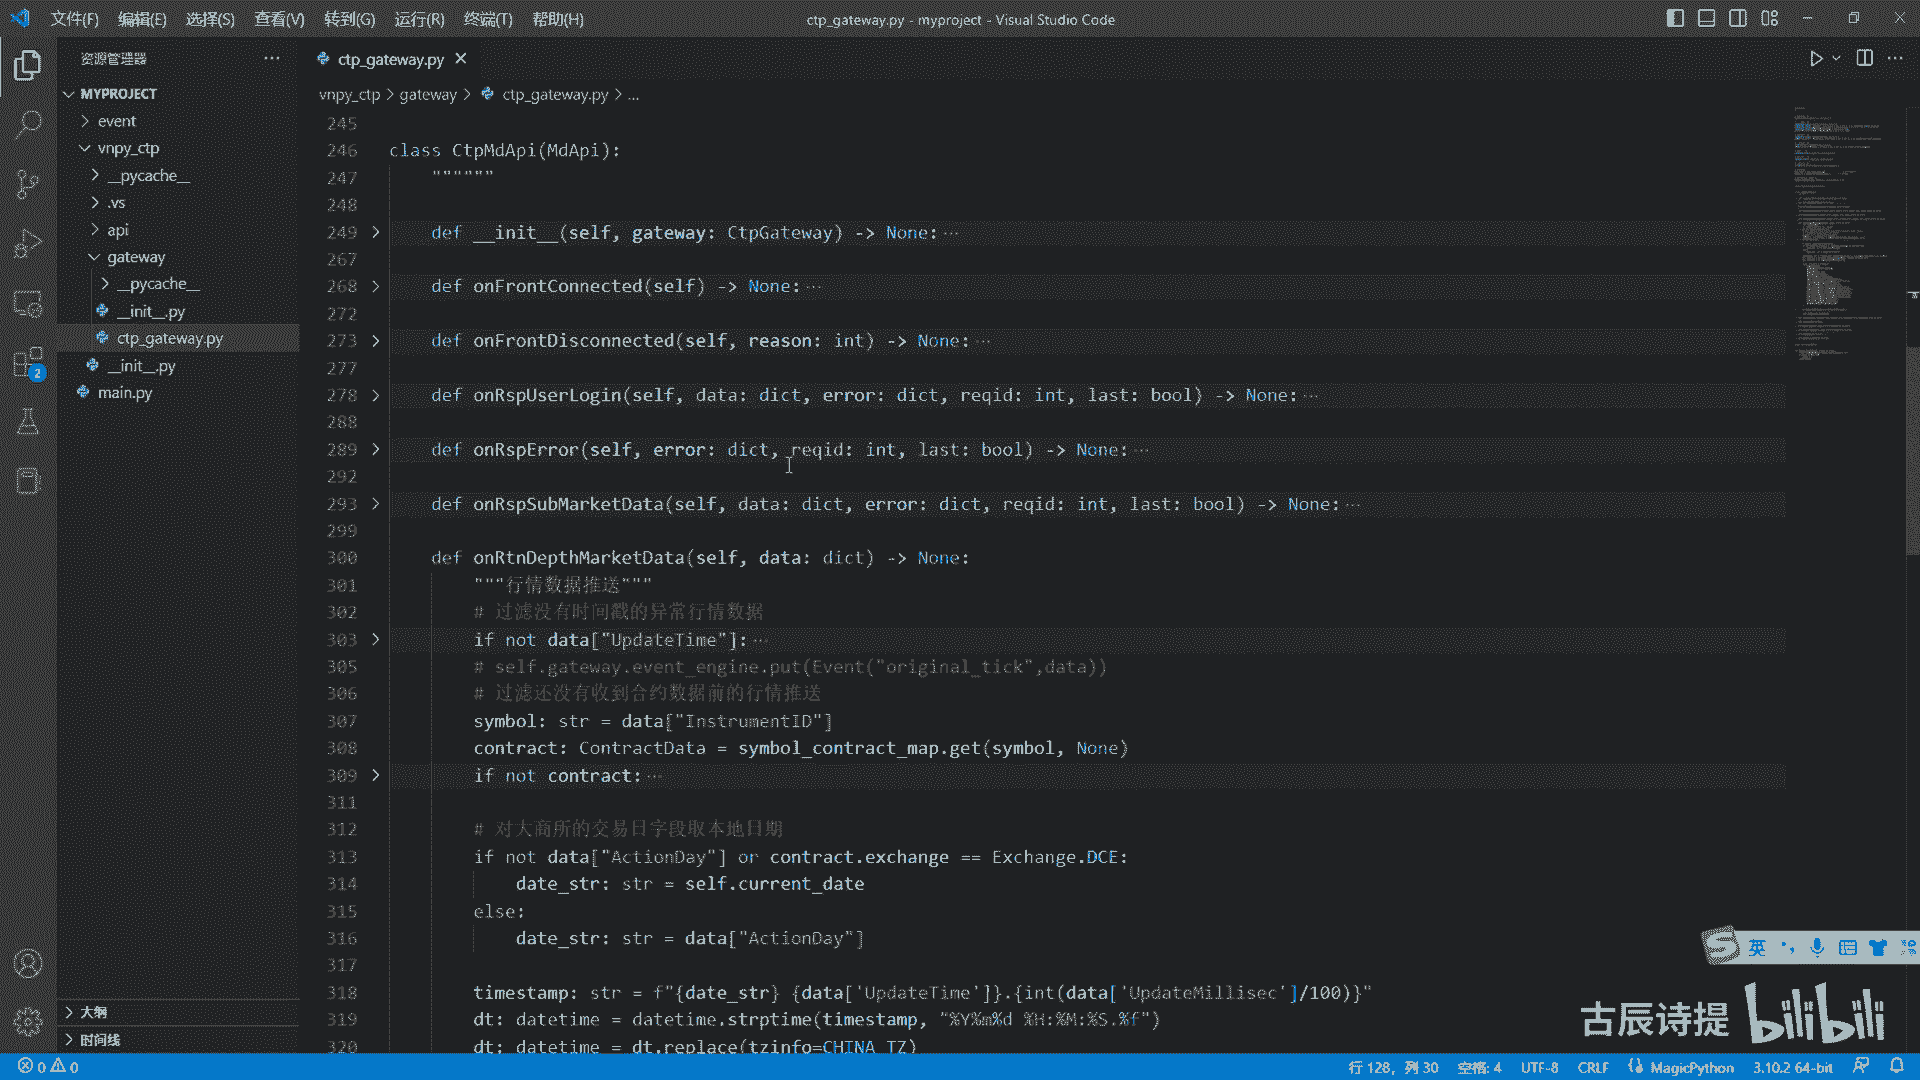 文件(F) 编辑(E) 选择(S) 查看(V) 转到(G) 运行(R) 终端(T) 帮助(H)
ctp_gateway.py - myproject - Visual Studio Code
资源管理器
MYPROJECT
event
vnpy_ctp
__pycache__
.vs
api
gateway
__pycache__
__init__.py
ctp_gateway.py
__init__.py
main.py
大纲
时间线
2
ctp_gateway.py
vnpy_ctp > gateway > ctp_gateway.py > ...
245
246 class CtpMdApi(MdApi):
247 """"""
248
249 def __init__(self, gateway: CtpGateway) -> None:…
267
268 def onFrontConnected(self) -> None:…
272
273 def onFrontDisconnected(self, reason: int) -> None:…
277
278 def onRspUserLogin(self, data: dict, error: dict, reqid: int, last: bool) -> None:…
288
289 def onRspError(self, error: dict, reqid: int, last: bool) -> None:…
292
293 def onRspSubMarketData(self, data: dict, error: dict, reqid: int, last: bool) -> None:…
299
300 def onRtnDepthMarketData(self, data: dict) -> None:
301 """行情数据推送"""
302 # 过滤没有时间戳的异常行情数据
303 if not data["UpdateTime"]:…
305 # self.gateway.event_engine.put(Event("original_tick",data))
306 # 过滤还没有收到合约数据前的行情推送
307 symbol: str = data["InstrumentID"]
308 contract: ContractData = symbol_contract_map.get(symbol, None)
309 if not contract:…
311
312 # 对大商所的交易日字段取本地日期
313 if not data["ActionDay"] or contract.exchange == Exchange.DCE:
314 date_str: str = self.current_date
315 else:
316 date_str: str = data["ActionDay"]
317
318 timestamp: str = f"{date_str} {data['UpdateTime']}.{int(data['UpdateMillisec']/100)}"
319 dt: datetime = datetime.strptime(timestamp, "%Y%m%d %H:%M:%S.%f")
320 dt: datetime = dt.replace(tzinfo=CHINA_TZ)
英
古辰诗提 bilibili
0 0
行 128, 列 30 空格: 4 UTF-8 CRLF MagicPython 3.10.2 64-bit